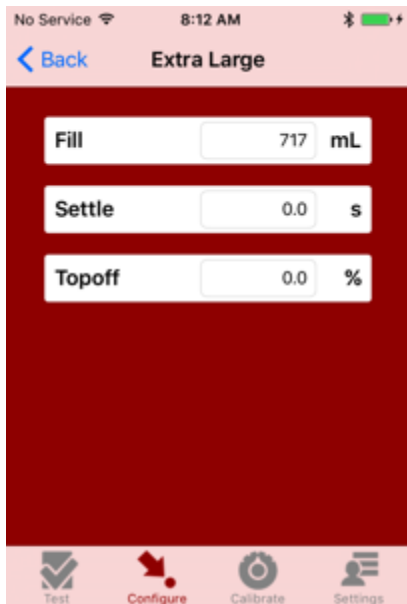 No Service 8:12 AM
Back Extra Large
Fill 717 mL
Settle 0.0 s
Topoff 0.0 %
Test Configure Calibrate Settings